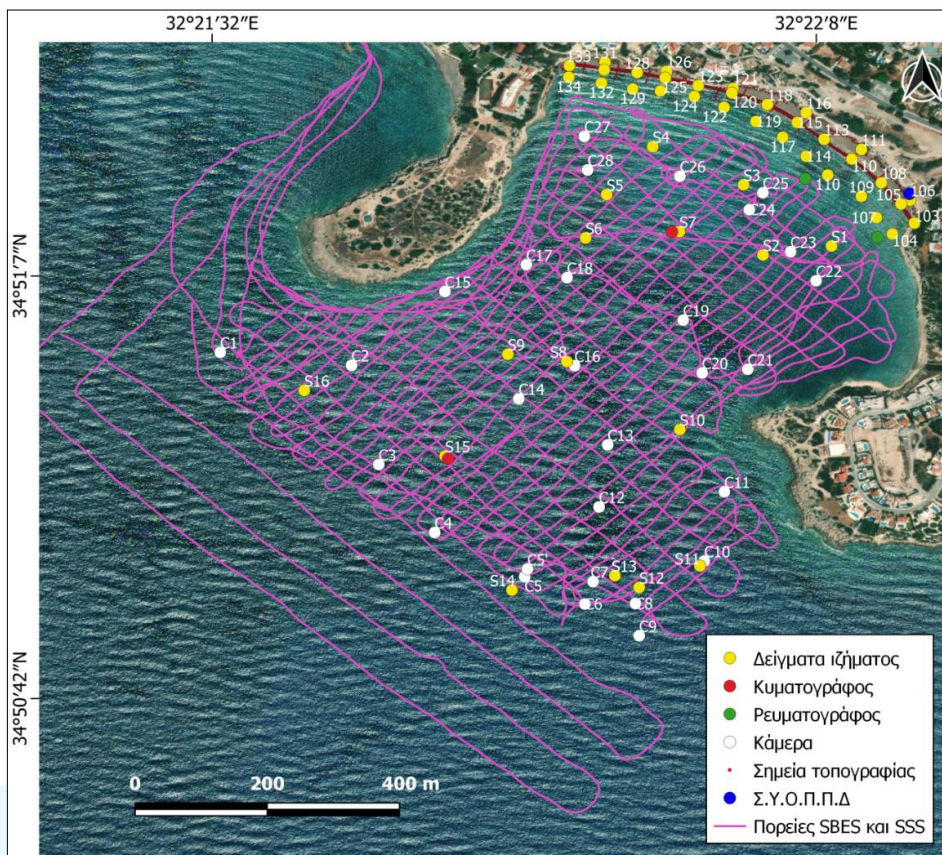 32°21′32″E
32°22′8″E
34°51′7″N
34°50′42″N
133
131
128
126
134
132
129
125
123
124
121
120
122
118
119
116
115
117
113
114
111
110
110
108
109
106
105
107
103
104
C27
S4
C28
C26
S5
S3
C25
C24
S6
S7
C23
S1
S2
C17
C18
C22
C15
C19
C1
C2
S9
S8
C16
C20
C21
S16
C14
S10
C13
C3
S15
C11
C12
C4
C5'
C5
C7
S13
C10
S11
S14
S12
C6
C8
C9
0 200 400 m
Δείγματα ιζήματος
Κυματογράφος
Ρευματογράφος
Κάμερα
Σημεία τοπογραφίας
Σ.Υ.Ο.Π.Π.Δ
Πορείες SBES και SSS